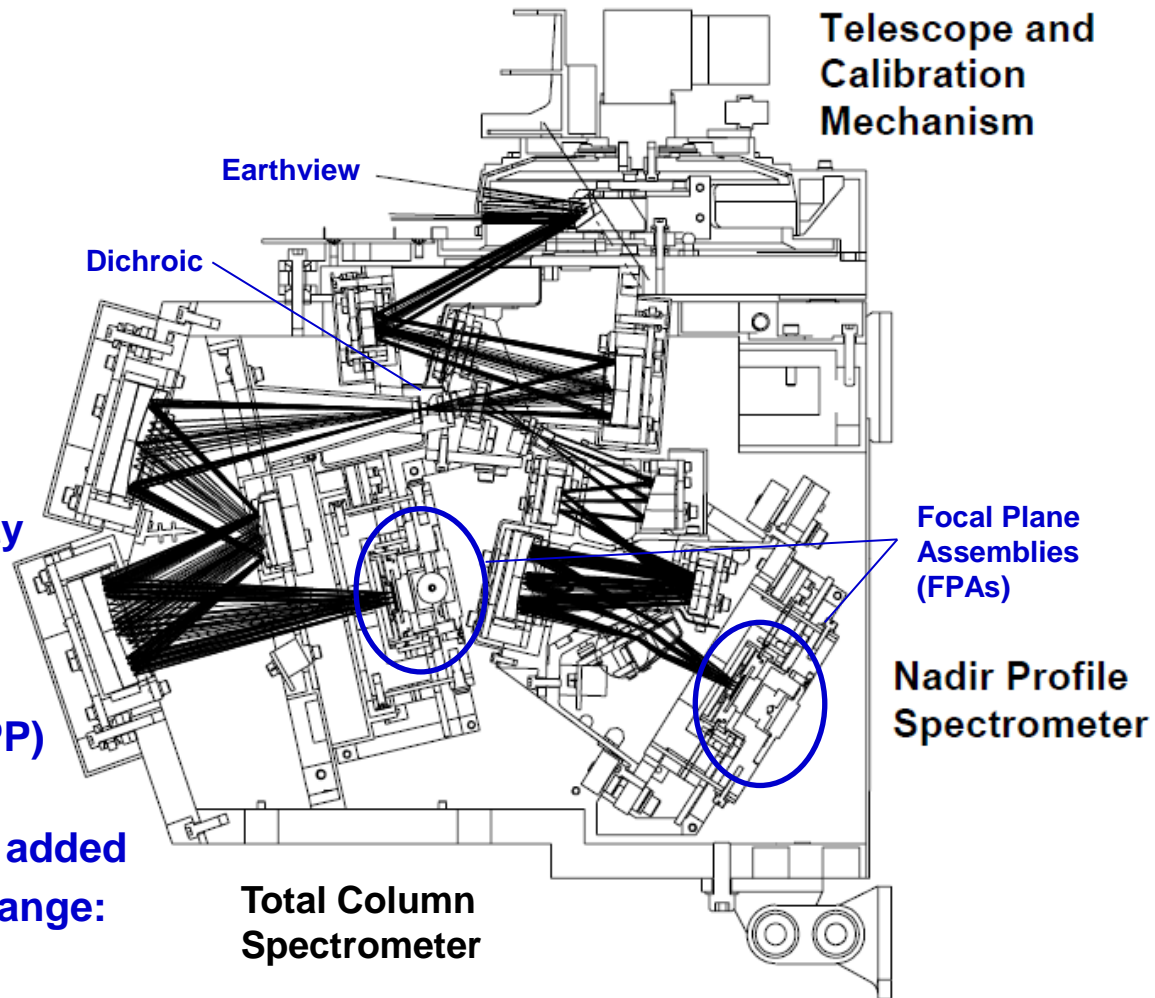 Telescope and
Calibration
Mechanism
Earthview
Dichroic
Focal Plane
Assemblies
(FPAs)
Nadir Profile
Spectrometer
added
ange:
Total Column
Spectrometer